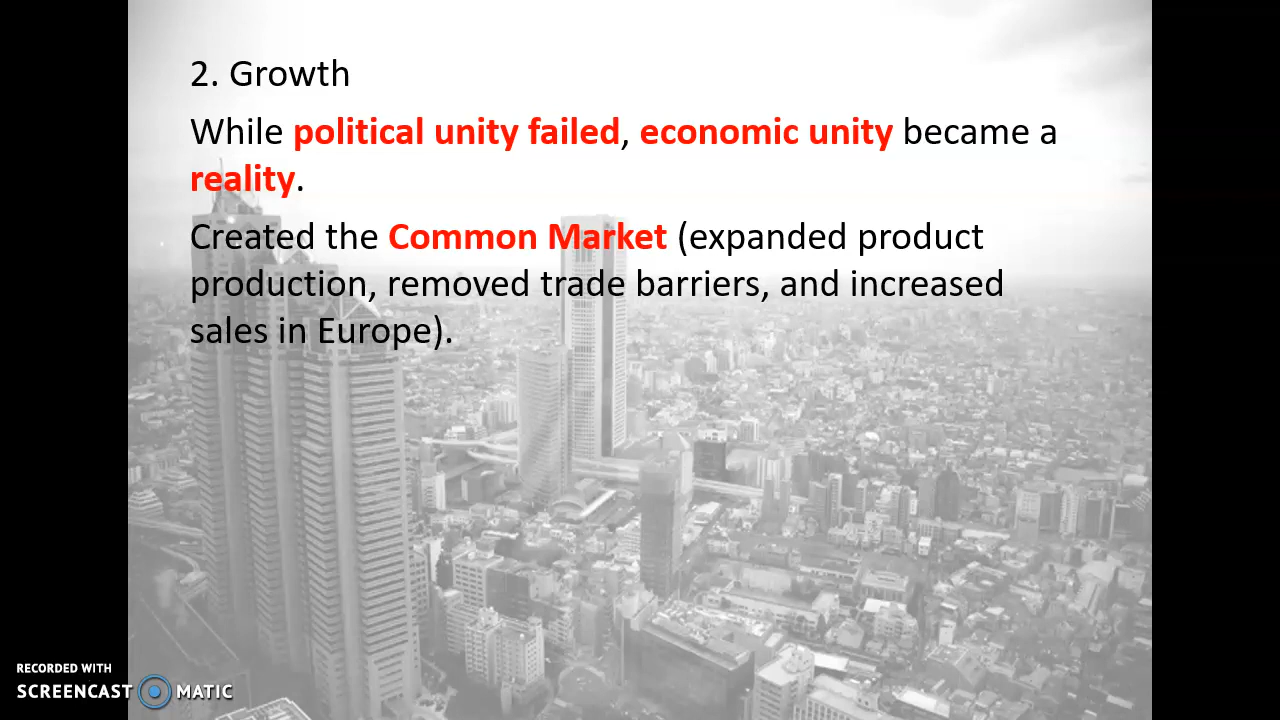 2. Growth
While political unity failed, economic unity became a
reality.
Created the Common Market (expanded product
production, removed trade barriers, and increased
sales in Europe).
RECORDED WITH
SCREENCAST MATIC